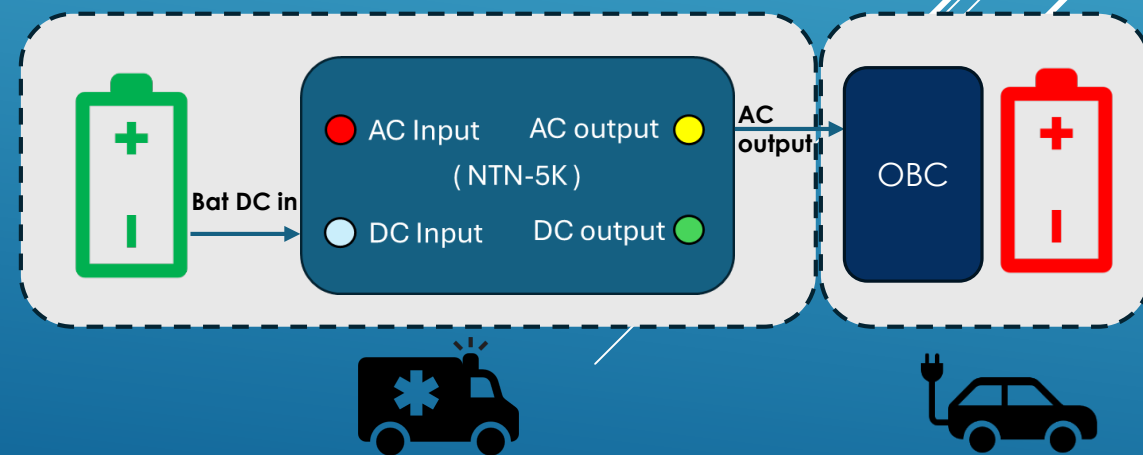 Bat DC in
AC Input
AC output
( NTN-5K )
DC Input
DC output
AC
output
OBC